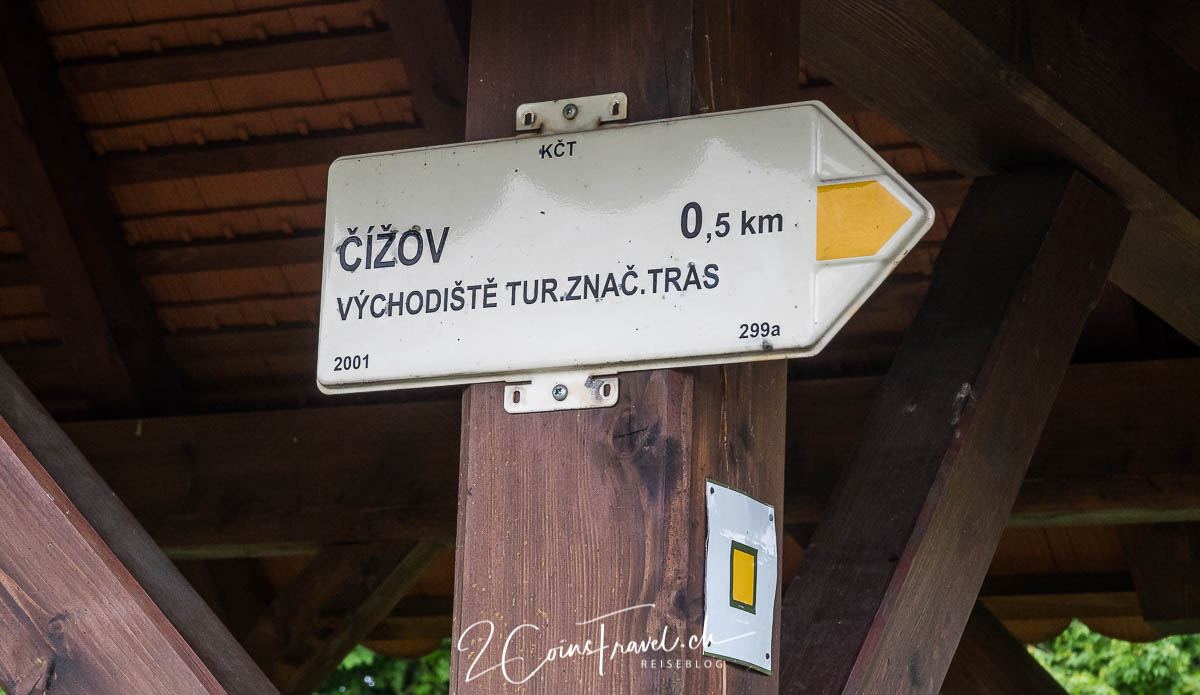 KČT
ČÍŽOV 0,5 km
VÝCHODIŠTĚ TUR.ZNAČ.TRAS
2001 299a
2CoinsTravel.ch
REISEBLOG